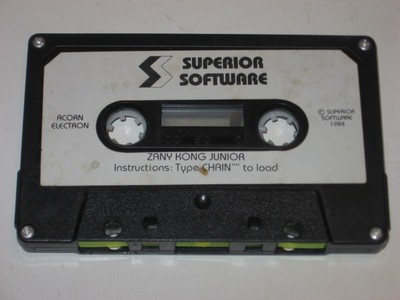 SUPERIOR
SOFTWARE
ACORN
ELECTRON
© SUPERIOR
SOFTWARE
1984
ZANY KONG JUNIOR
Instructions: Type CHAIN"" to load